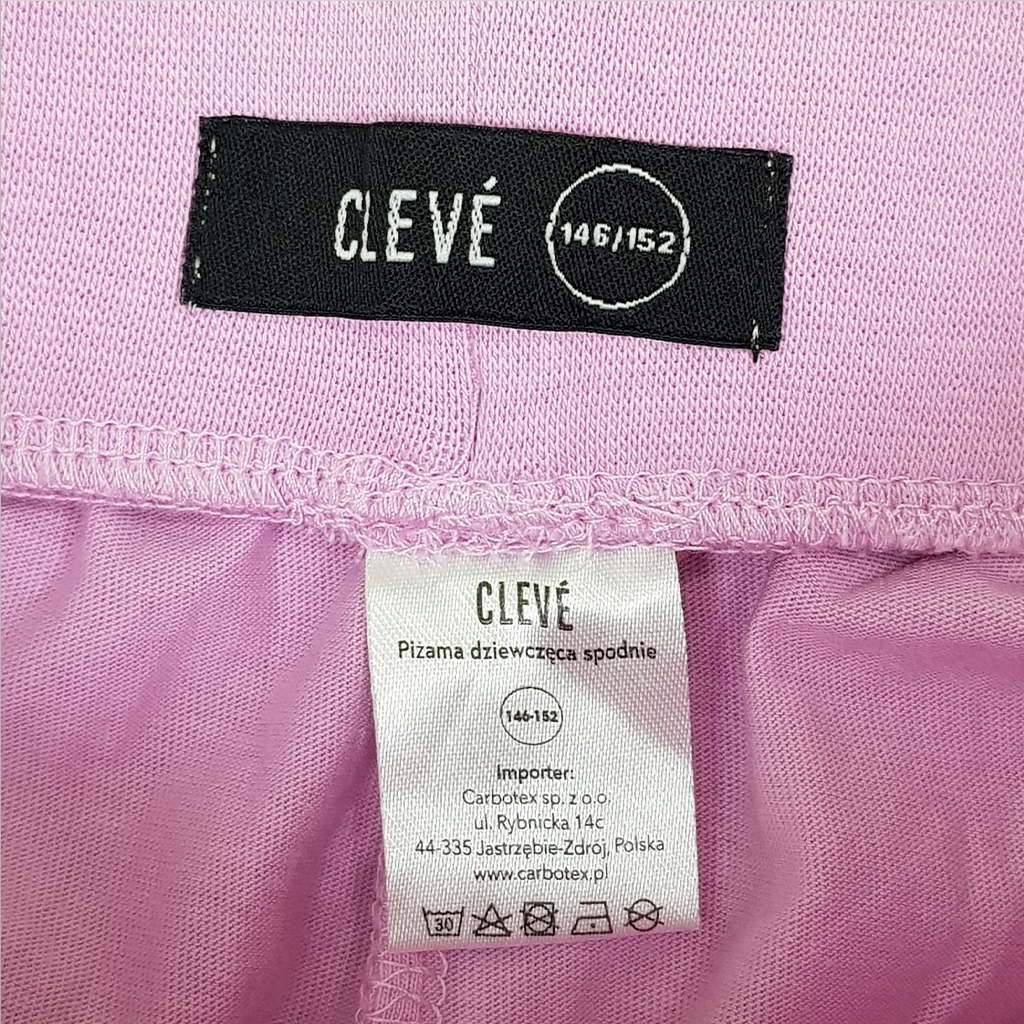 CLEVÉ 146/152
CLEVÉ
Piżama dziewczęca spodnie
146-152
Importer:
Carbotex sp. z o.o.
ul. Rybnicka 14c
44-335 Jastrzębie-Zdroj, Polska
www.carbotex.pl
30